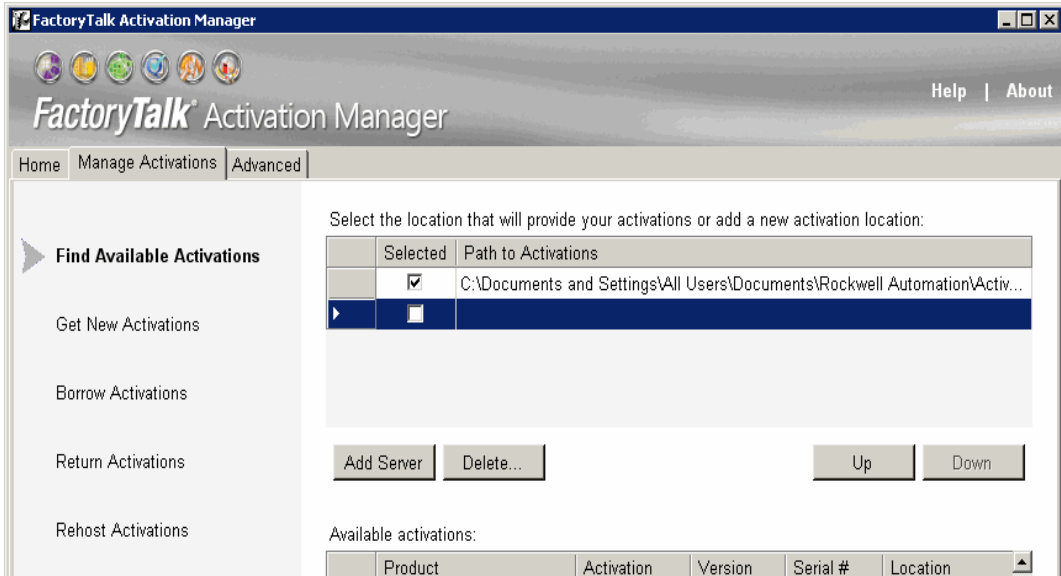 FactoryTalk Activation Manager
Help | About
FactoryTalk® Activation Manager
Home Manage Activations Advanced
Select the location that will provide your activations or add a new activation location:
Find Available Activations
Get New Activations
Borrow Activations
Return Activations
Rehost Activations
Selected Path to Activations
C:\Documents and Settings\All Users\Documents\Rockwell Automation\Activ...
Add Server Delete... Up Down
Available activations:
Product Activation Version Serial # Location